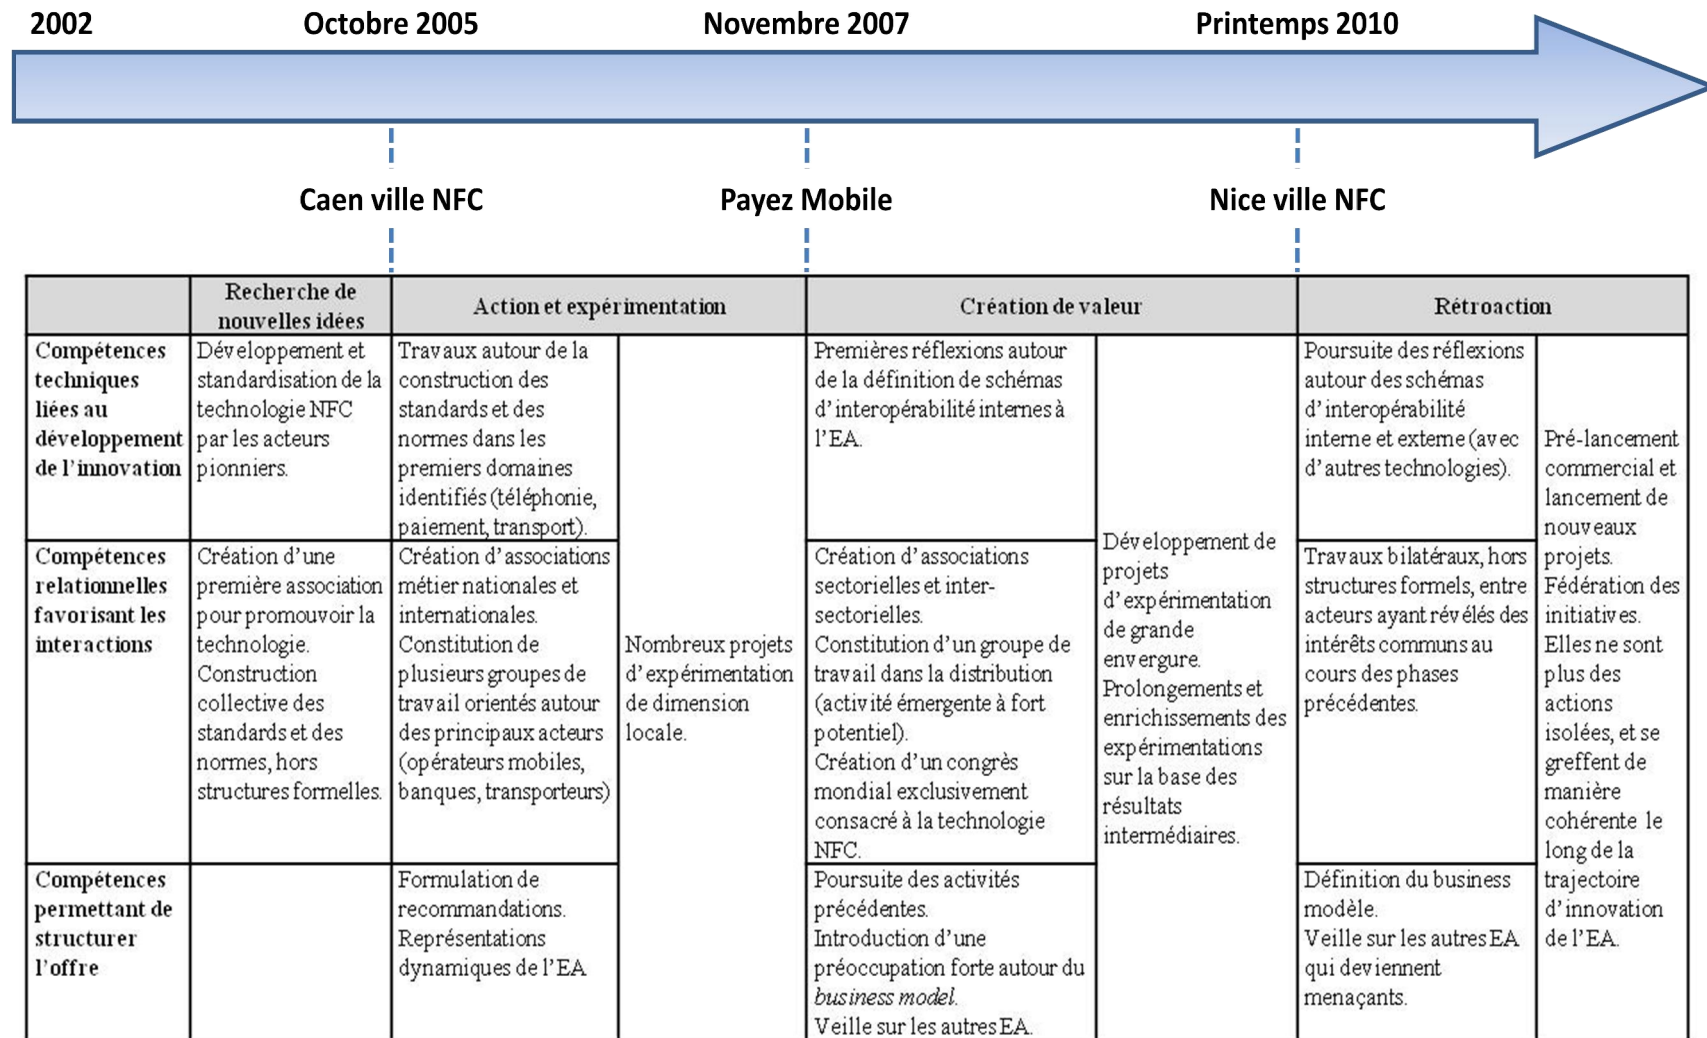 2002
Octobre 2005
Novembre 2007
Printemps 2010
Caen ville NFC
Payez Mobile
Nice ville NFC
Recherche de
nouvelles idées
Action et expérimentation
Création de valeur
Rétroaction
Compétences
techniques
liées au
développement
de l'innovation
Développement et
standardisation de la
technologie NFC
par les acteurs
pionniers.
Travaux autour de la
construction des
standards et des
normes dans les
premiers domaines
identifiés (téléphonie,
paiement, transport).
Nombreux projets
d'expérimentation
de dimension
locale.
Premières réflexions autour
de la définition de schémas
d'interopérabilité internes à
l'EA.
Développement de
projets
d'expérimentation
de grande
envergure.
Prolongements et
enrichissements des
expérimentations
sur la base des
résultats
intermédiaires.
Poursuite des réflexions
autour des schémas
d'interopérabilité
interne et externe (avec
d'autres technologies).
Pré-lancement
commercial et
lancement de
nouveaux
projets.
Fédération des
initiatives.
Elles ne sont
plus des
actions
isolées, et se
greffent de
manière
cohérente le
long de la
trajectoire
d'innovation
de l'EA.
Compétences
relationnelles
favorisant les
interactions
Création d'une
première association
pour promouvoir la
technologie.
Construction
collective des
standards et des
normes, hors
structures formelles.
Création d'associations
métier nationales et
internationales.
Constitution de
plusieurs groupes de
travail orientés autour
des principaux acteurs
(opérateurs mobiles,
banques, transporteurs)
Création d'associations
sectorielles et inter-
sectorielles.
Constitution d'un groupe de
travail dans la distribution
(activité émergente à fort
potentiel).
Création d'un congrès
mondial exclusivement
consacré à la technologie
NFC.
Travaux bilatéraux, hors
structures formels, entre
acteurs ayant révélés des
intérêts communs au
cours des phases
précédentes.
Compétences
permettant de
structurer
l'offre
Formulation de
recommandations.
Représentations
dynamiques de l'EA
Poursuite des activités
précédentes.
Introduction d'une
préoccupation forte autour du
business model.
Veille sur les autres EA.
Définition du business
modèle.
Veille sur les autres EA
qui deviennent
menaçants.